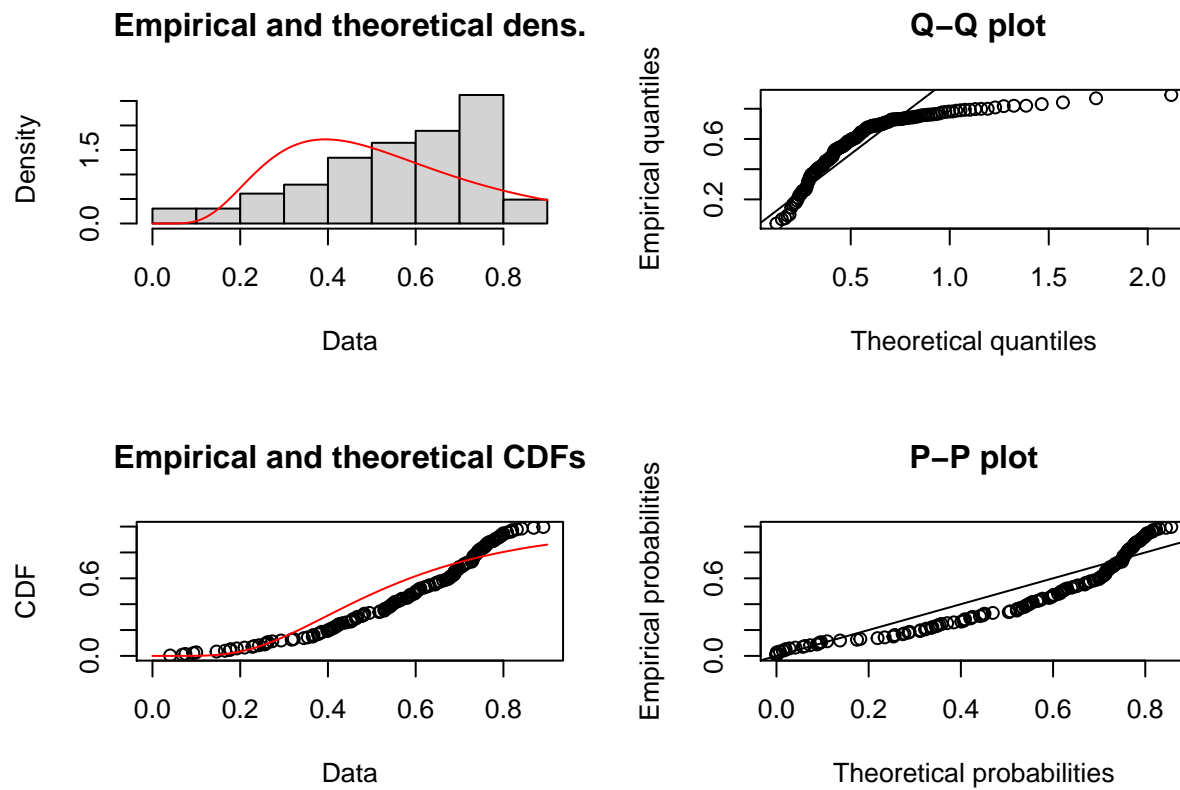 Empirical and theoretical dens.
Density
0.0 1.5
0.0 0.2 0.4 0.6 0.8
Data
Q−Q plot
Empirical quantiles
0.2 0.6
0.5 1.0 1.5 2.0
Theoretical quantiles
Empirical and theoretical CDFs
CDF
0.0 0.6
0.0 0.2 0.4 0.6 0.8
Data
P−P plot
Empirical probabilities
0.0 0.6
0.0 0.2 0.4 0.6 0.8
Theoretical probabilities